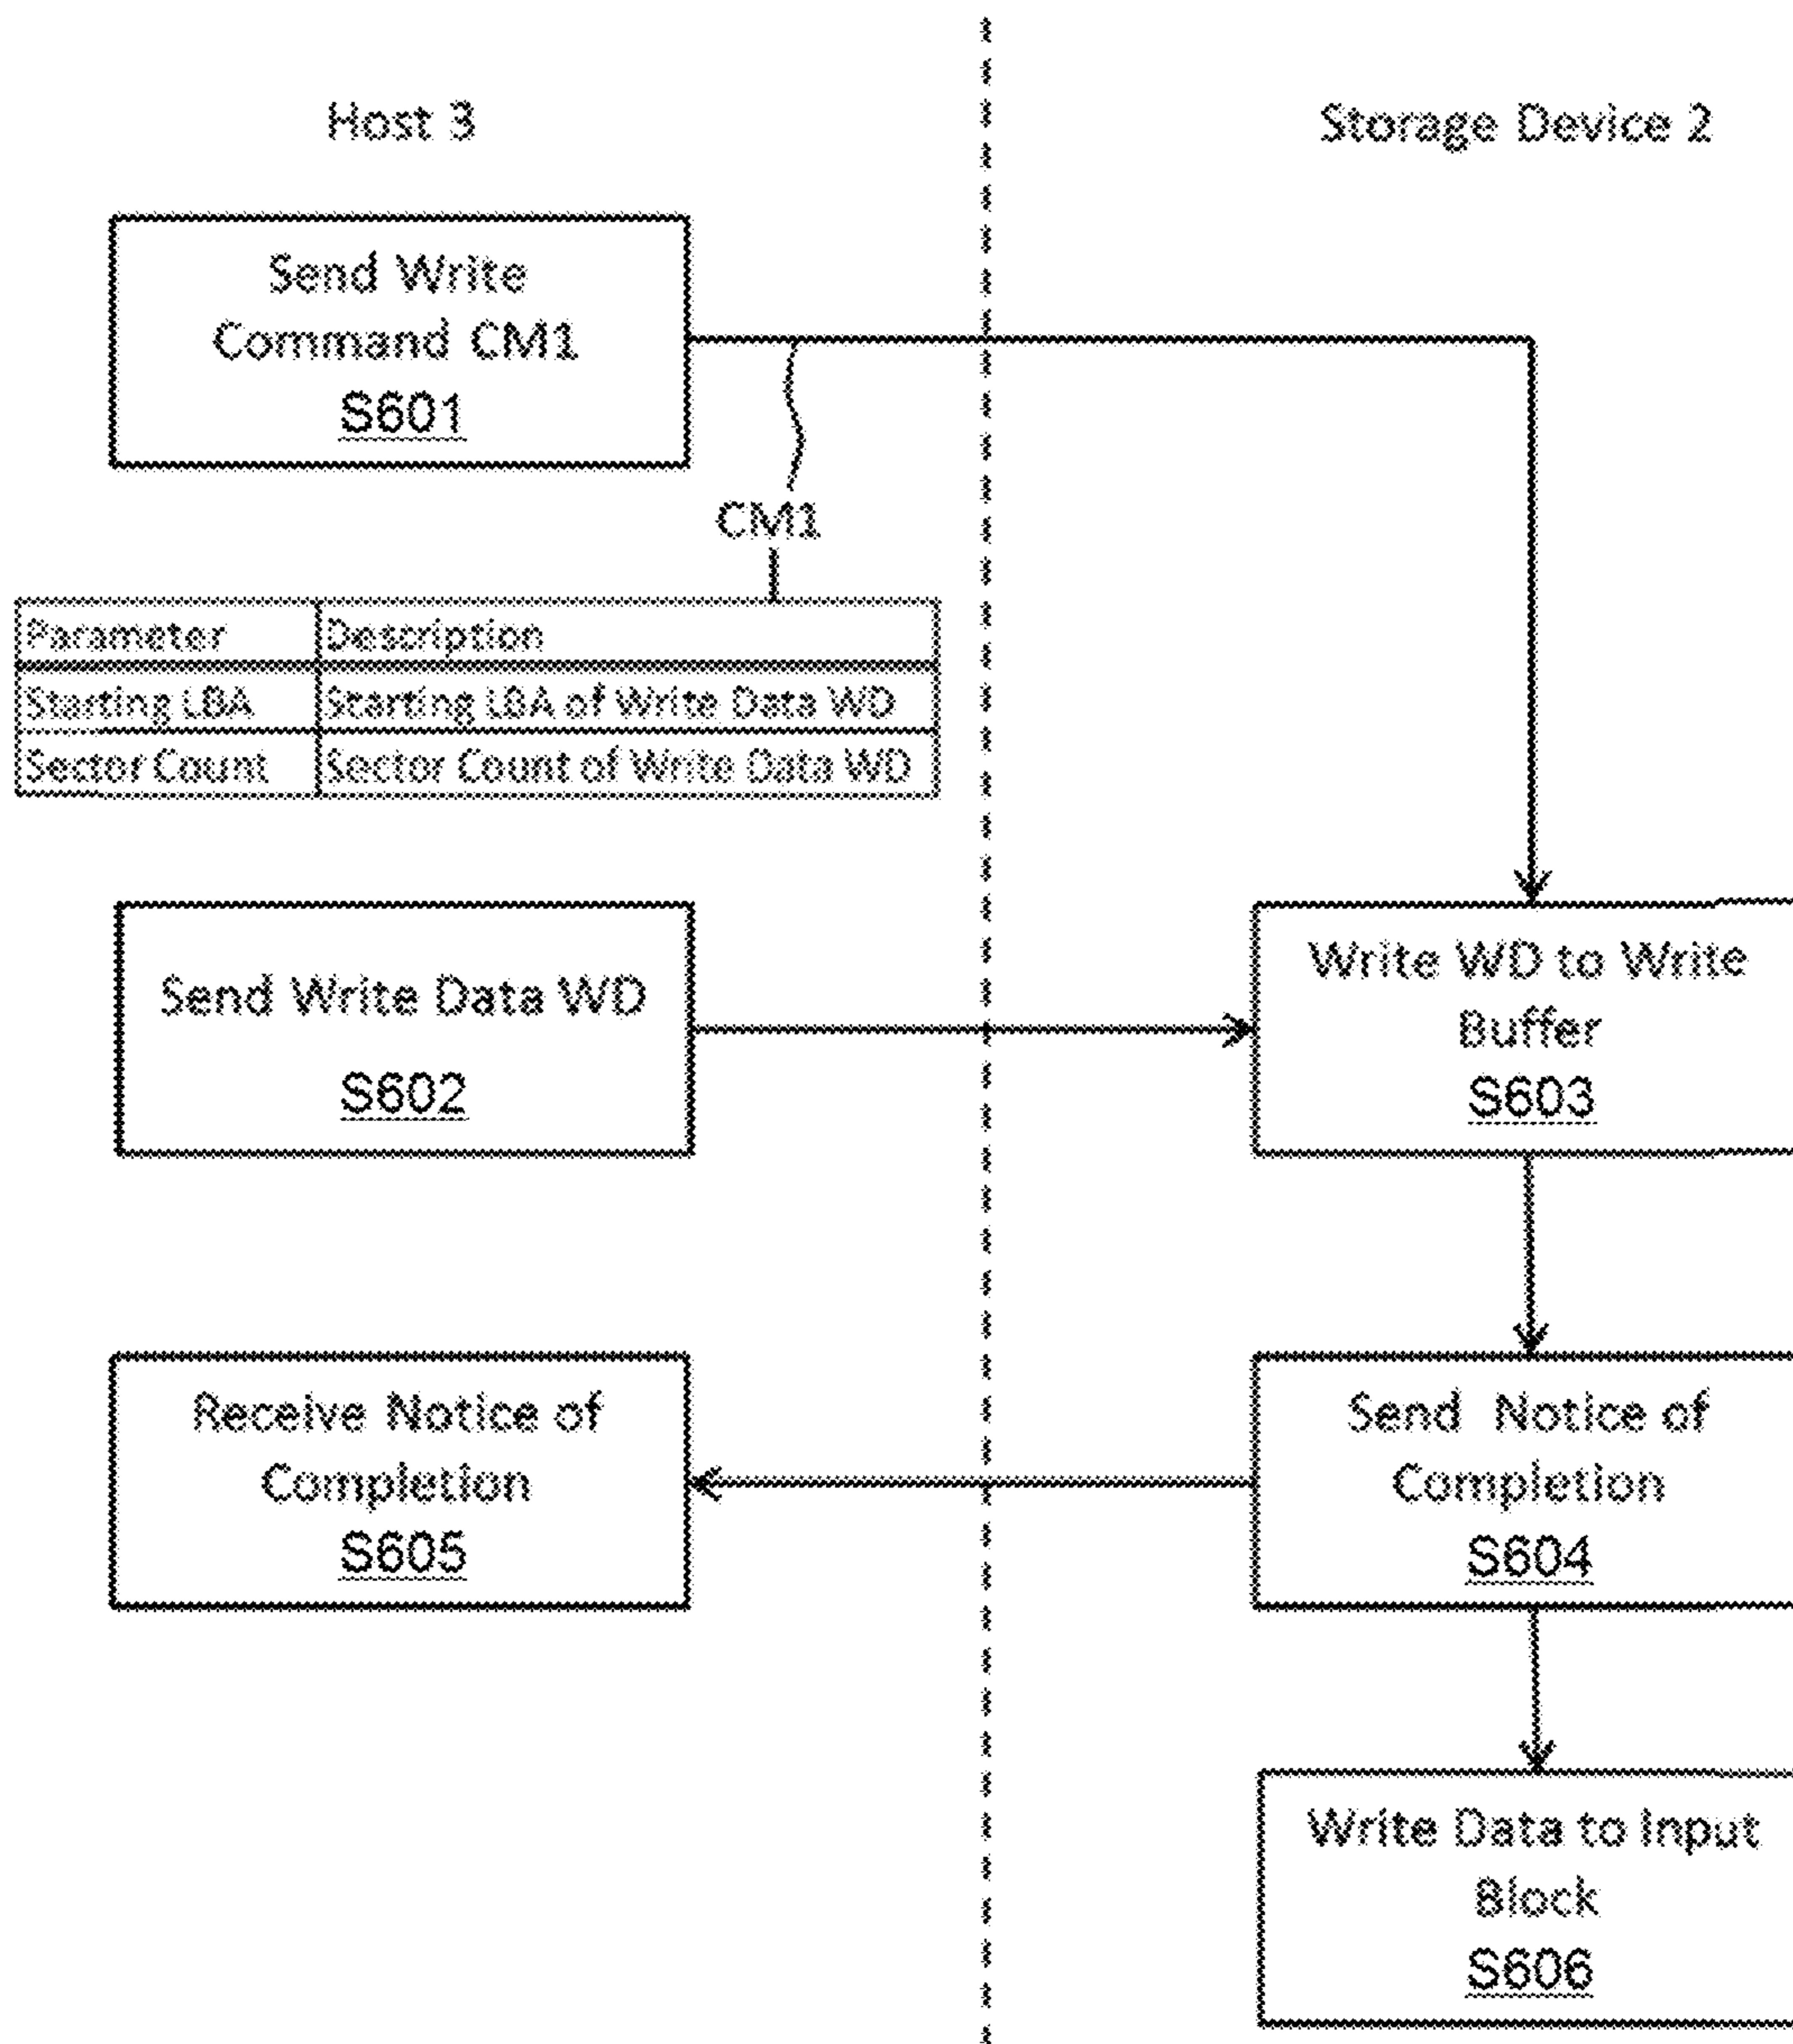 Host 3
Storage Device 2
Send Write
Command CM1
S601
CM1
Parameter Description
Starting LBA Starting LBA of Write Data WD
Sector Count Sector Count of Write Data WD
Send Write Data WD
S602
Write WD to Write
Buffer
S603
Receive Notice of
Completion
S605
Send Notice of
Completion
S604
Write Data to Input
Block
S606